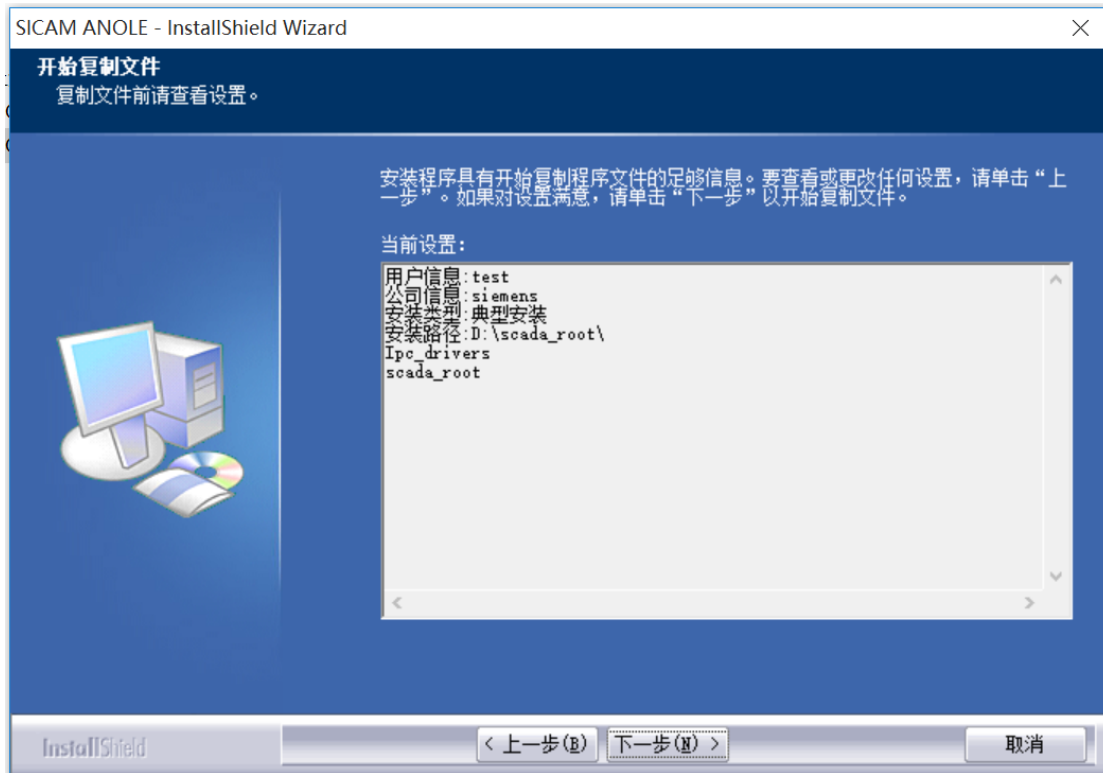 SICAM ANOLE - InstallShield Wizard
开始复制文件
复制文件前请查看设置。
安装程序具有开始复制程序文件的足够信息。要查看或更改任何设置，请单击“上
一步”。如果对设置满意，请单击“下一步”以开始复制文件。
当前设置：
用户信息:test
公司信息:siemens
安装类型:典型安装
安装路径:D:\scada_root\
Ipc_drivers
scada_root
InstallShield
< 上一步(B)
下一步(N) >
取消